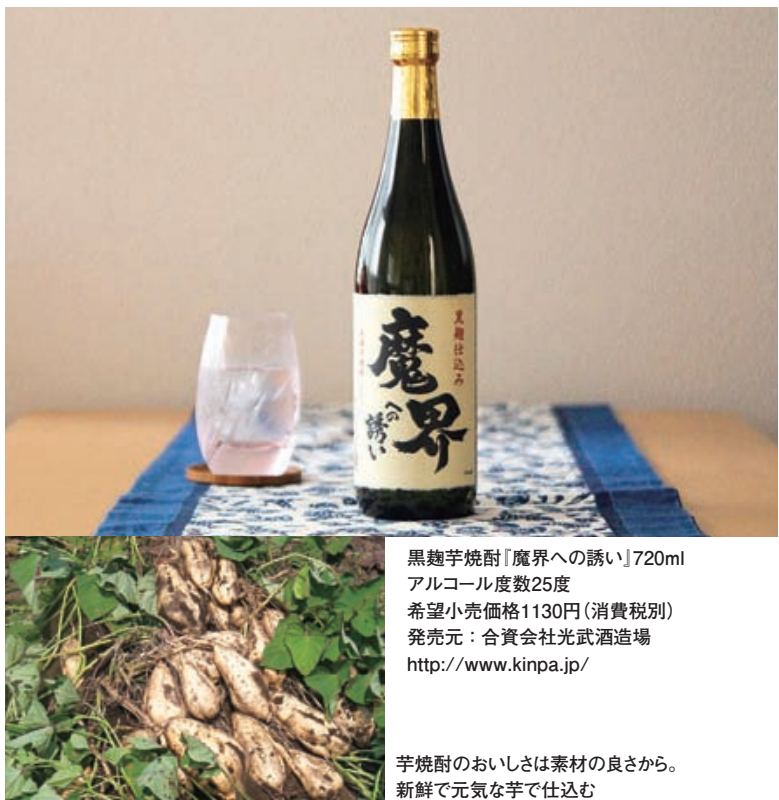 黒麹仕込み
魔界
への
誘い
黒麹芋焼酎『魔界への誘い』720ml
アルコール度数25度
希望小売価格1130円（消費税別）
発売元：合資会社光武酒造場
http://www.kinpa.jp/
芋焼酎のおいしさは素材の良さから。
新鮮で元気な芋で仕込む